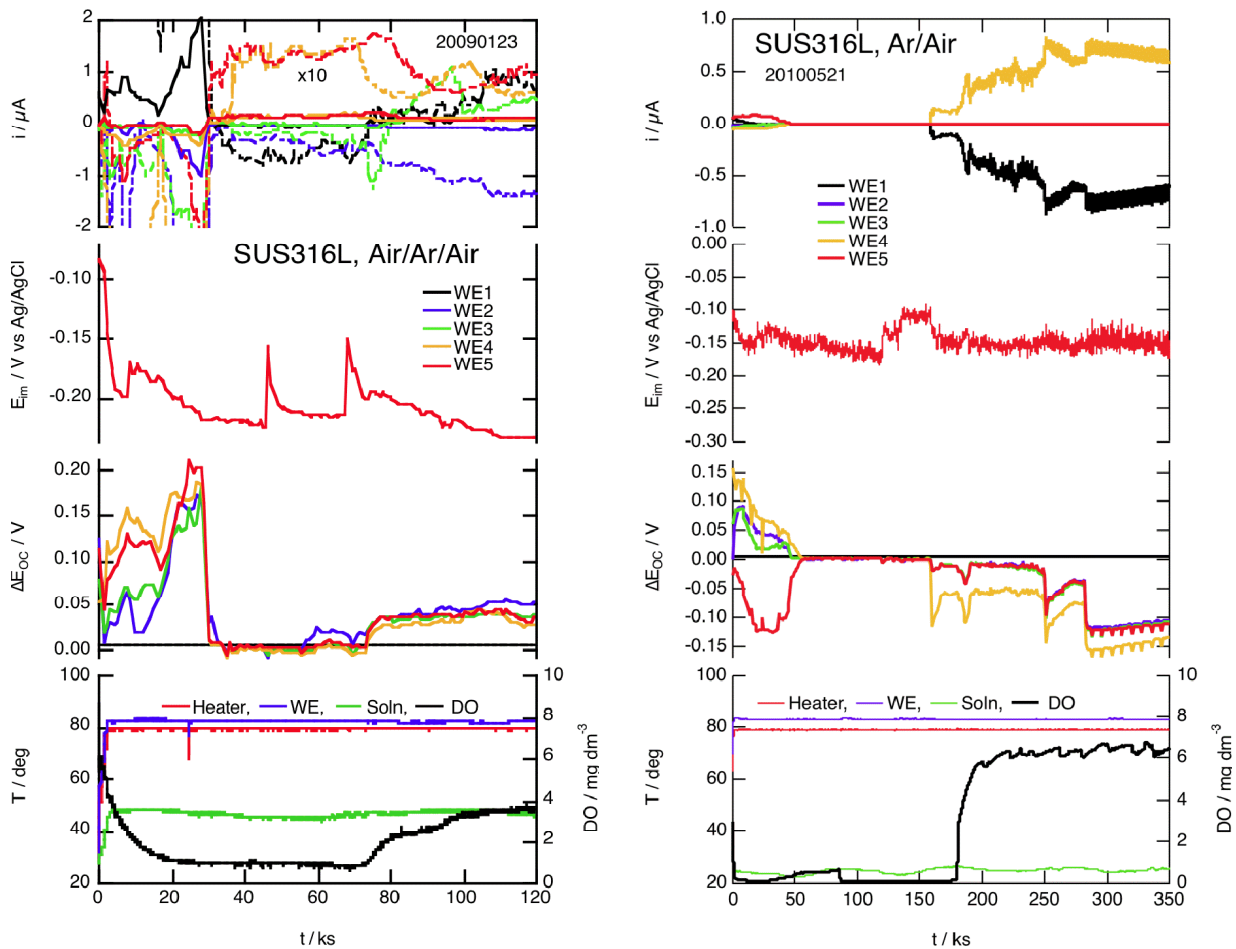 2
1
0
-1
-2
i / µA
20090123
x10
SUS316L, Air/Ar/Air
-0.10
-0.15
-0.20
E_im / V vs Ag/AgCl
WE1
WE2
WE3
WE4
WE5
0.20
0.15
0.10
0.05
0.00
ΔE_OC / V
100
80
60
40
20
T / deg
Heater, WE, Soln, DO
10
8
6
4
2
0
DO / mg dm⁻³
0 20 40 60 80 100 120
t / ks
1.0
0.5
0.0
-0.5
-1.0
i / µA
SUS316L, Ar/Air
20100521
WE1
WE2
WE3
WE4
WE5
0.00
-0.05
-0.10
-0.15
-0.20
-0.25
-0.30
E_im / V vs Ag/AgCl
0.15
0.10
0.05
0.00
-0.05
-0.10
-0.15
ΔE_OC / V
100
80
60
40
20
T / deg
Heater, WE, Soln, DO
10
8
6
4
2
0
DO / mg dm⁻³
0 50 100 150 200 250 300 350
t / ks